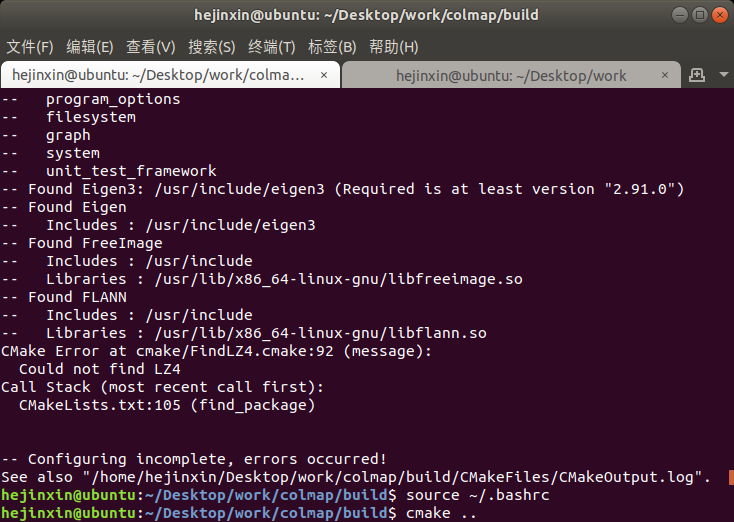 hejinxin@ubuntu: ~/Desktop/work/colmap/build
文件(F) 编辑(E) 查看(V) 搜索(S) 终端(T) 标签(B) 帮助(H)
hejinxin@ubuntu: ~/Desktop/work/colma... × hejinxin@ubuntu: ~/Desktop/work ×
--   program_options
--   filesystem
--   graph
--   system
--   unit_test_framework
-- Found Eigen3: /usr/include/eigen3 (Required is at least version "2.91.0")
-- Found Eigen
--   Includes : /usr/include/eigen3
-- Found FreeImage
--   Includes : /usr/include
--   Libraries : /usr/lib/x86_64-linux-gnu/libfreeimage.so
-- Found FLANN
--   Includes : /usr/include
--   Libraries : /usr/lib/x86_64-linux-gnu/libflann.so
CMake Error at cmake/FindLZ4.cmake:92 (message):
  Could not find LZ4
Call Stack (most recent call first):
  CMakeLists.txt:105 (find_package)
-- Configuring incomplete, errors occurred!
See also "/home/hejinxin/Desktop/work/colmap/build/CMakeFiles/CMakeOutput.log".
hejinxin@ubuntu:~/Desktop/work/colmap/build$ source ~/.bashrc
hejinxin@ubuntu:~/Desktop/work/colmap/build$ cmake ..